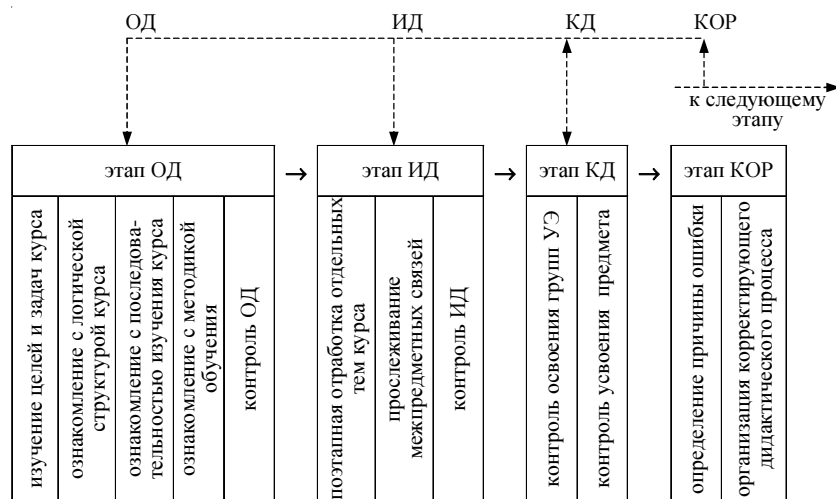 ОД ИД КД КОР
к следующему
этапу
этап ОД → этап ИД → этап КД → этап КОР
изучение целей и задач курса
ознакомление с логической
структурой курса
ознакомление с последова-
тельностью изучения курса
ознакомление с методикой
обучения
контроль ОД
поэтапная отработка отдельных
тем курса
прослеживание
межпредметных связей
контроль ИД
контроль освоения групп УЭ
контроль усвоения предмета
определение причины ошибки
организация корректирующего
дидактического процесса